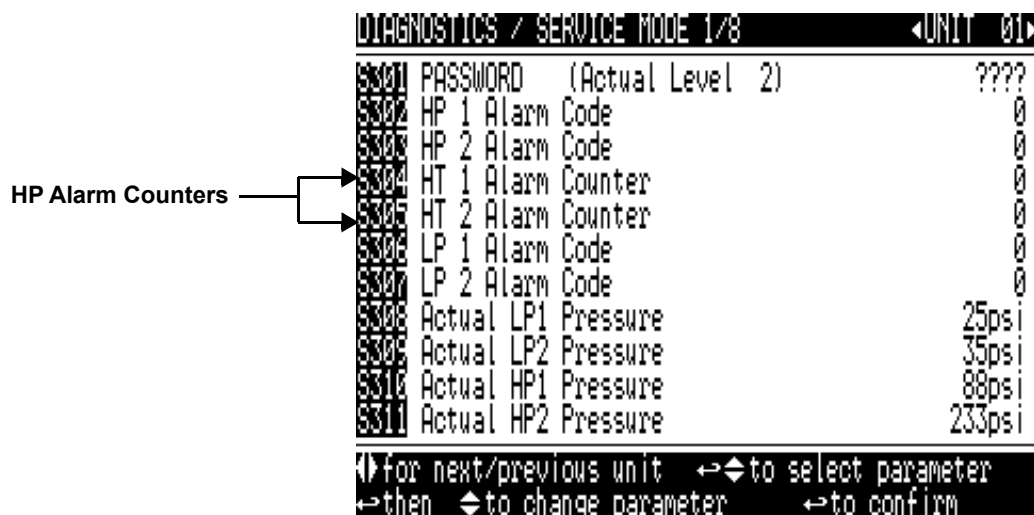 DIAGNOSTICS / SERVICE MODE 1/8 ◂UNIT 01▸
S301 PASSWORD (Actual Level 2) ????
S302 HP 1 Alarm Code 0
S303 HP 2 Alarm Code 0
HP Alarm Counters
S304 HT 1 Alarm Counter 0
S305 HT 2 Alarm Counter 0
S306 LP 1 Alarm Code 0
S307 LP 2 Alarm Code 0
S308 Actual LP1 Pressure 25psi
S309 Actual LP2 Pressure 35psi
S310 Actual HP1 Pressure 88psi
S311 Actual HP2 Pressure 233psi
◂▸for next/previous unit ↵♦to select parameter
↵then ♦to change parameter ↵to confirm